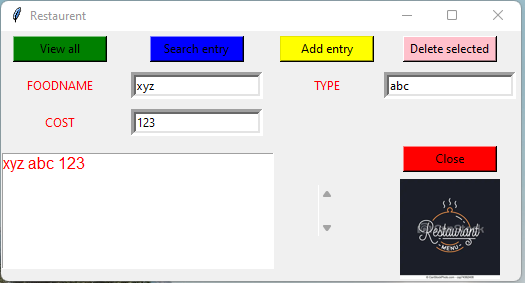 Restaurent
View all
Search entry
Add entry
Delete selected
FOODNAME
xyz
TYPE
abc
COST
123
xyz abc 123
Close
Restaurant
MENU